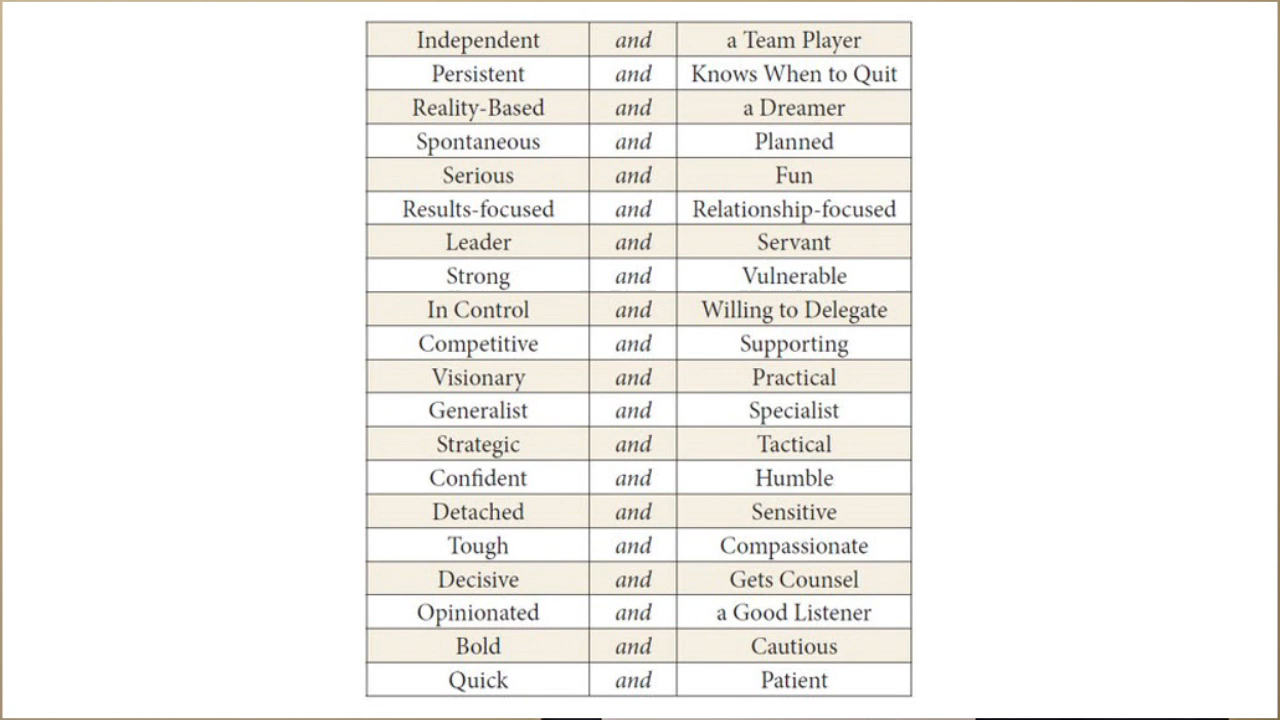 Independent and a Team Player
Persistent and Knows When to Quit
Reality-Based and a Dreamer
Spontaneous and Planned
Serious and Fun
Results-focused and Relationship-focused
Leader and Servant
Strong and Vulnerable
In Control and Willing to Delegate
Competitive and Supporting
Visionary and Practical
Generalist and Specialist
Strategic and Tactical
Confident and Humble
Detached and Sensitive
Tough and Compassionate
Decisive and Gets Counsel
Opinionated and a Good Listener
Bold and Cautious
Quick and Patient